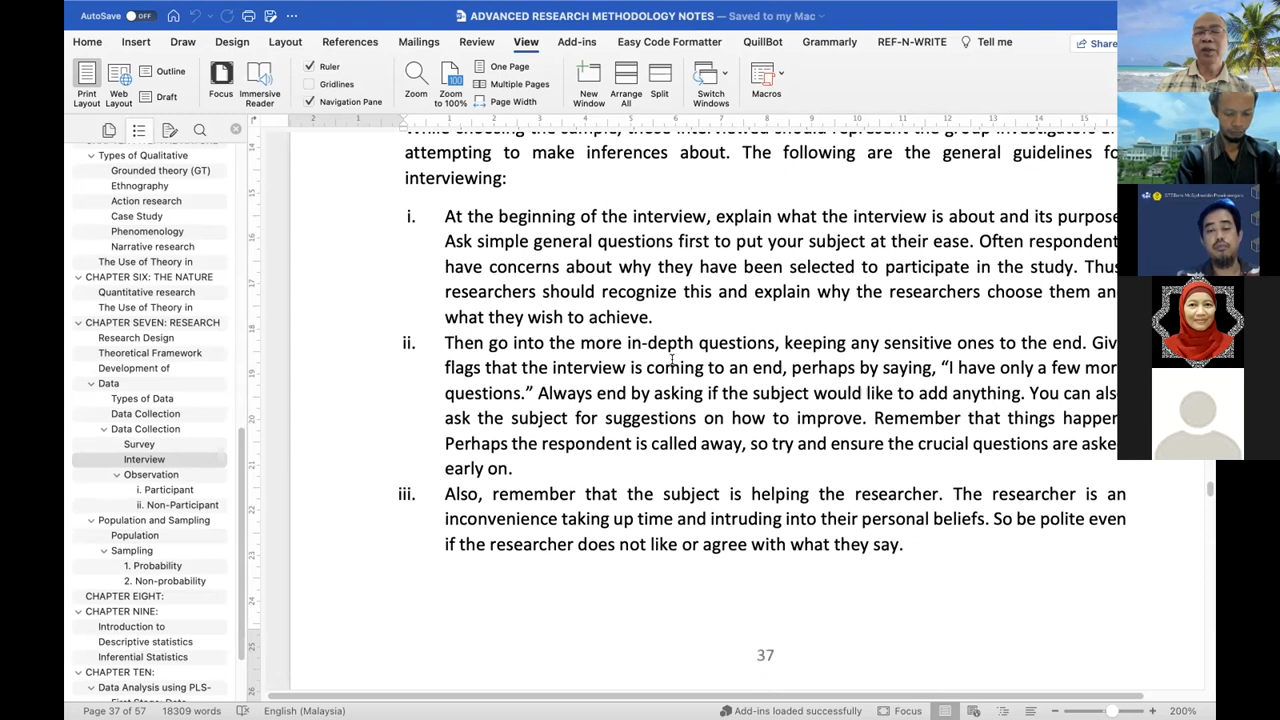 AutoSave OFF
ADVANCED RESEARCH METHODOLOGY NOTES — Saved to my Mac
Home Insert Draw Design Layout References Mailings Review View Add-ins Easy Code Formatter QuillBot Grammarly REF-N-WRITE Tell me Share
Print Layout
Web Layout
Outline
Draft
Focus
Immersive Reader
Ruler
Gridlines
Navigation Pane
Zoom
Zoom to 100%
One Page
Multiple Pages
Page Width
New Window
Arrange All
Split
Switch Windows
Macros
Types of Qualitative
Grounded theory (GT)
Ethnography
Action research
Case Study
Phenomenology
Narrative research
The Use of Theory in
CHAPTER SIX: THE NATURE
Quantitative research
The Use of Theory in
CHAPTER SEVEN: RESEARCH
Research Design
Theoretical Framework
Development of
Data
Types of Data
Data Collection
Data Collection
Survey
Interview
Observation
i. Participant
ii. Non-Participant
Population and Sampling
Population
Sampling
1. Probability
2. Non-probability
CHAPTER EIGHT:
CHAPTER NINE:
Introduction to
Descriptive statistics
Inferential Statistics
CHAPTER TEN:
Data Analysis using PLS-
attempting to make inferences about. The following are the general guidelines fo
interviewing:
i. At the beginning of the interview, explain what the interview is about and its purpose
Ask simple general questions first to put your subject at their ease. Often respondent
have concerns about why they have been selected to participate in the study. Thus
researchers should recognize this and explain why the researchers choose them an
what they wish to achieve.
ii. Then go into the more in-depth questions, keeping any sensitive ones to the end. Giv
flags that the interview is coming to an end, perhaps by saying, “I have only a few mor
questions.” Always end by asking if the subject would like to add anything. You can als
ask the subject for suggestions on how to improve. Remember that things happen
Perhaps the respondent is called away, so try and ensure the crucial questions are aske
early on.
iii. Also, remember that the subject is helping the researcher. The researcher is an
inconvenience taking up time and intruding into their personal beliefs. So be polite even
if the researcher does not like or agree with what they say.
37
Page 37 of 57 18309 words English (Malaysia) Add-ins loaded successfully Focus 200%